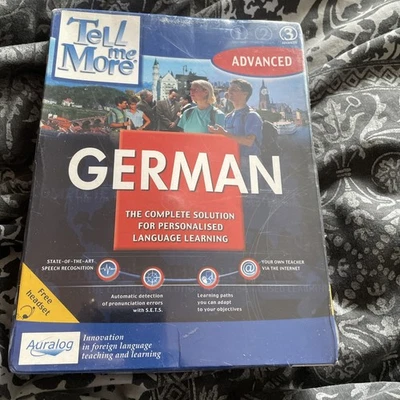 Tell
me
More
1 2 3
ADVANCED
GERMAN
THE COMPLETE SOLUTION
FOR PERSONALISED
LANGUAGE LEARNING
STATE-OF-THE-ART
SPEECH RECOGNITION
@
YOUR OWN TEACHER
VIA THE INTERNET
Automatic detection
of pronunciation errors
with S.E.T.S.
Learning paths
you can adapt
to your objectives
Free
headset
Auralog
Innovation
in foreign language
teaching and learning